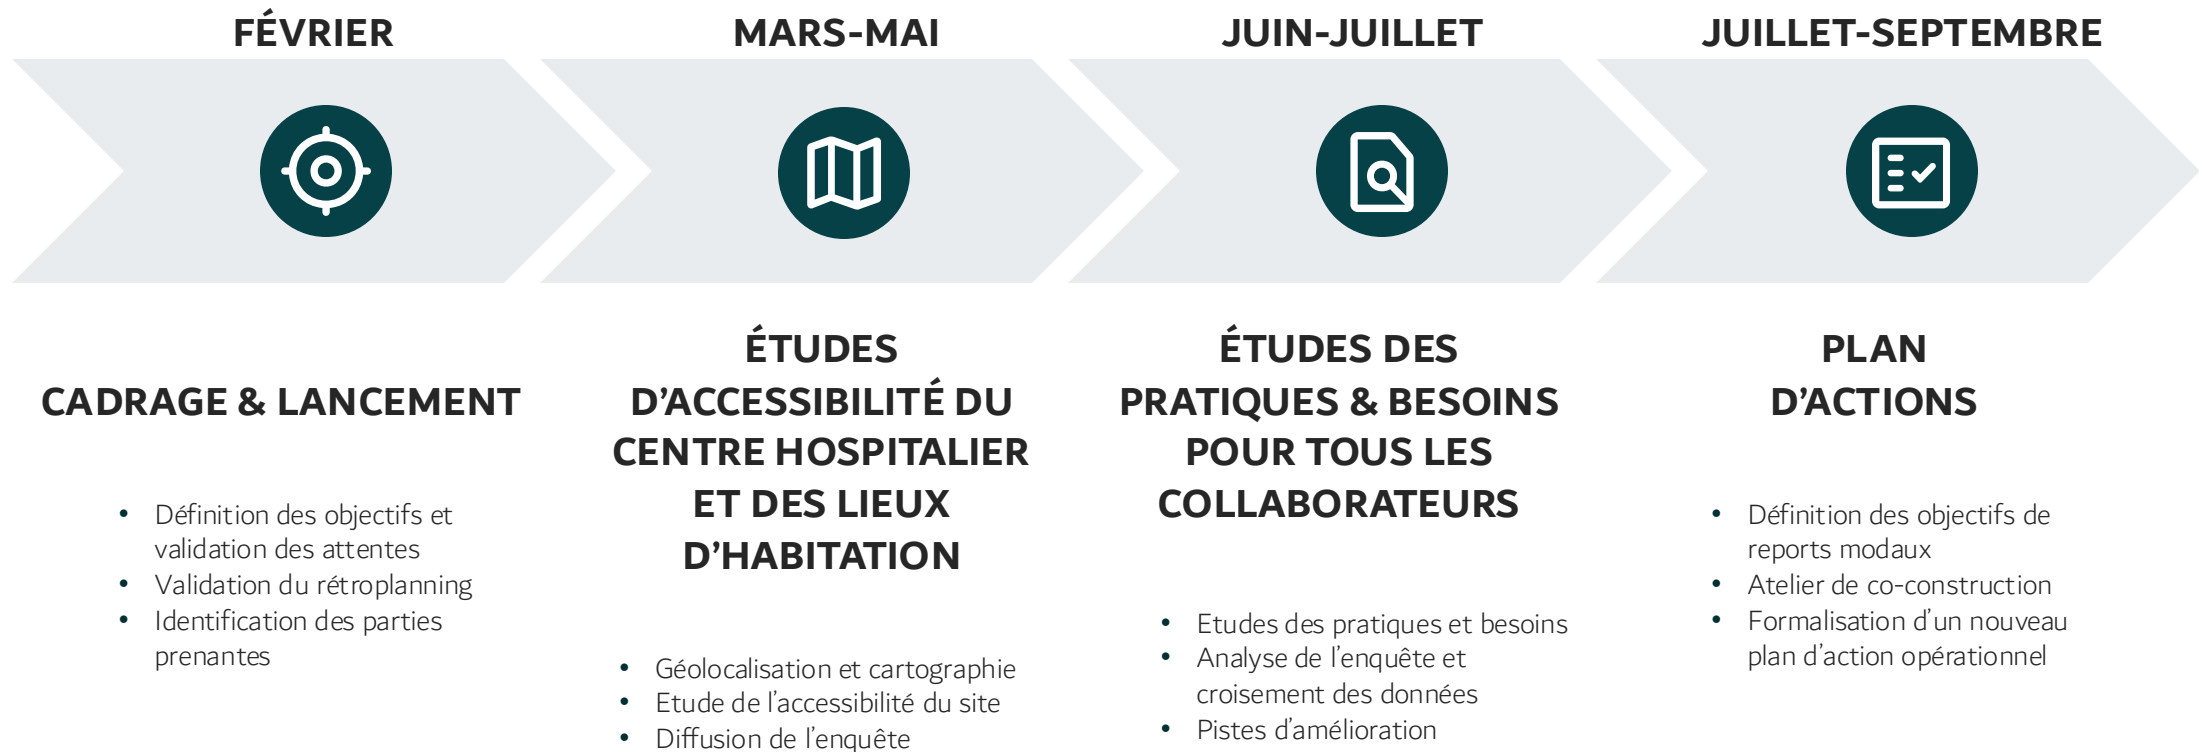 FÉVRIER
CADRAGE & LANCEMENT
• Définition des objectifs et
validation des attentes
• Validation du rétroplanning
• Identification des parties
prenantes
MARS-MAI
ÉTUDES
D’ACCESSIBILITÉ DU
CENTRE HOSPITALIER
ET DES LIEUX
D’HABITATION
• Géolocalisation et cartographie
• Etude de l’accessibilité du site
• Diffusion de l’enquête
JUIN-JUILLET
ÉTUDES DES
PRATIQUES & BESOINS
POUR TOUS LES
COLLABORATEURS
• Etudes des pratiques et besoins
• Analyse de l’enquête et
croisement des données
• Pistes d’amélioration
JUILLET-SEPTEMBRE
PLAN
D’ACTIONS
• Définition des objectifs de
reports modaux
• Atelier de co-construction
• Formalisation d’un nouveau
plan d’action opérationnel